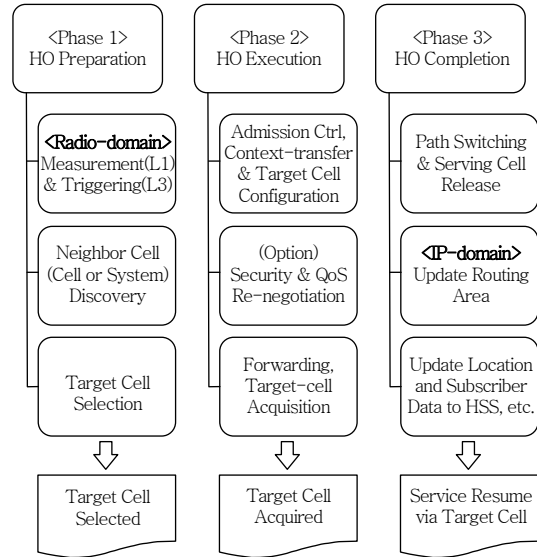 <Phase 1>
HO Preparation
<Radio-domain>
Measurement(L1)
& Triggering(L3)
Neighbor Cell
(Cell or System)
Discovery
Target Cell
Selection
Target Cell
Selected
<Phase 2>
HO Execution
Admission Ctrl,
Context-transfer
& Target Cell
Configuration
(Option)
Security & QoS
Re-negotiation
Forwarding,
Target-cell
Acquisition
Target Cell
Acquired
<Phase 3>
HO Completion
Path Switching
& Serving Cell
Release
<IP-domain>
Update Routing
Area
Update Location
and Subscriber
Data to HSS, etc.
Service Resume
via Target Cell